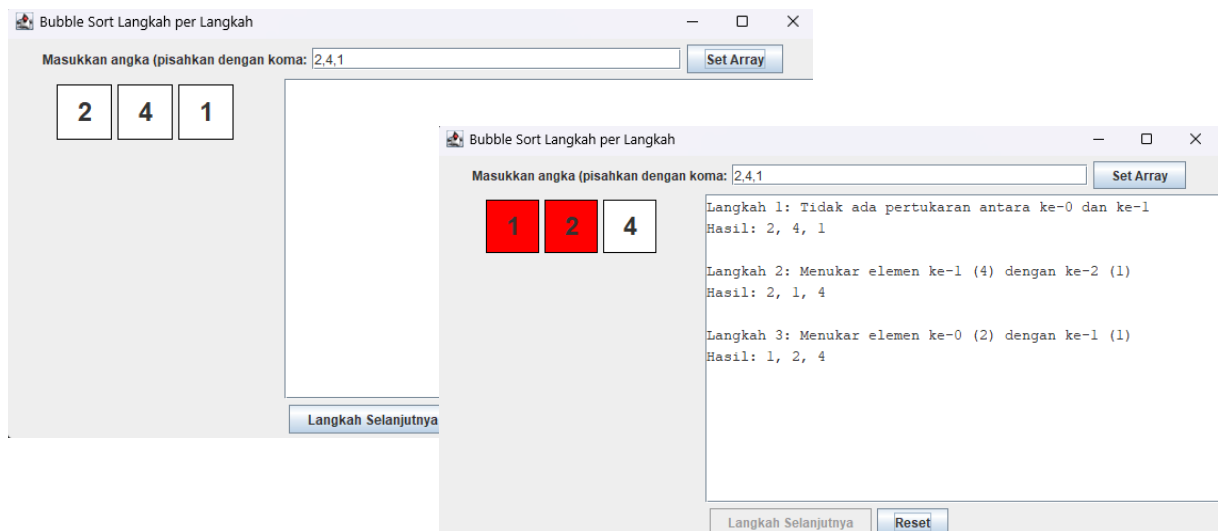 Bubble Sort Langkah per Langkah
Masukkan angka (pisahkan dengan koma: 2,4,1 Set Array
2 4 1
Langkah Selanjutnya
Bubble Sort Langkah per Langkah
Masukkan angka (pisahkan dengan koma: 2,4,1 Set Array
1 2 4
Langkah 1: Tidak ada pertukaran antara ke-0 dan ke-1
Hasil: 2, 4, 1
Langkah 2: Menukar elemen ke-1 (4) dengan ke-2 (1)
Hasil: 2, 1, 4
Langkah 3: Menukar elemen ke-0 (2) dengan ke-1 (1)
Hasil: 1, 2, 4
Langkah Selanjutnya Reset